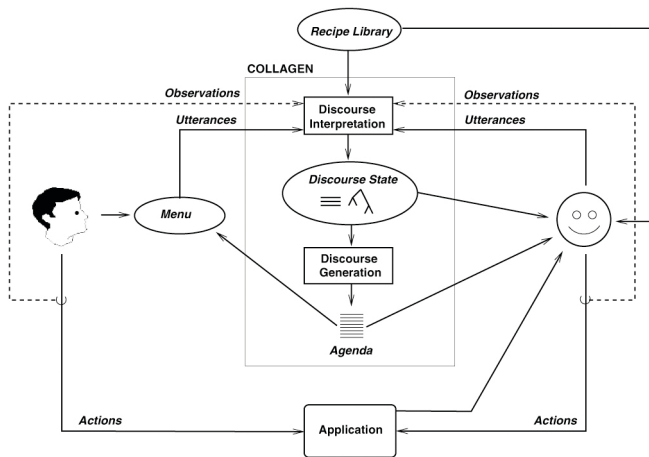 Recipe Library
COLLAGEN
Observations
Observations
Discourse
Interpretation
Utterances
Utterances
Discourse State
Menu
Discourse
Generation
Agenda
Actions
Application
Actions